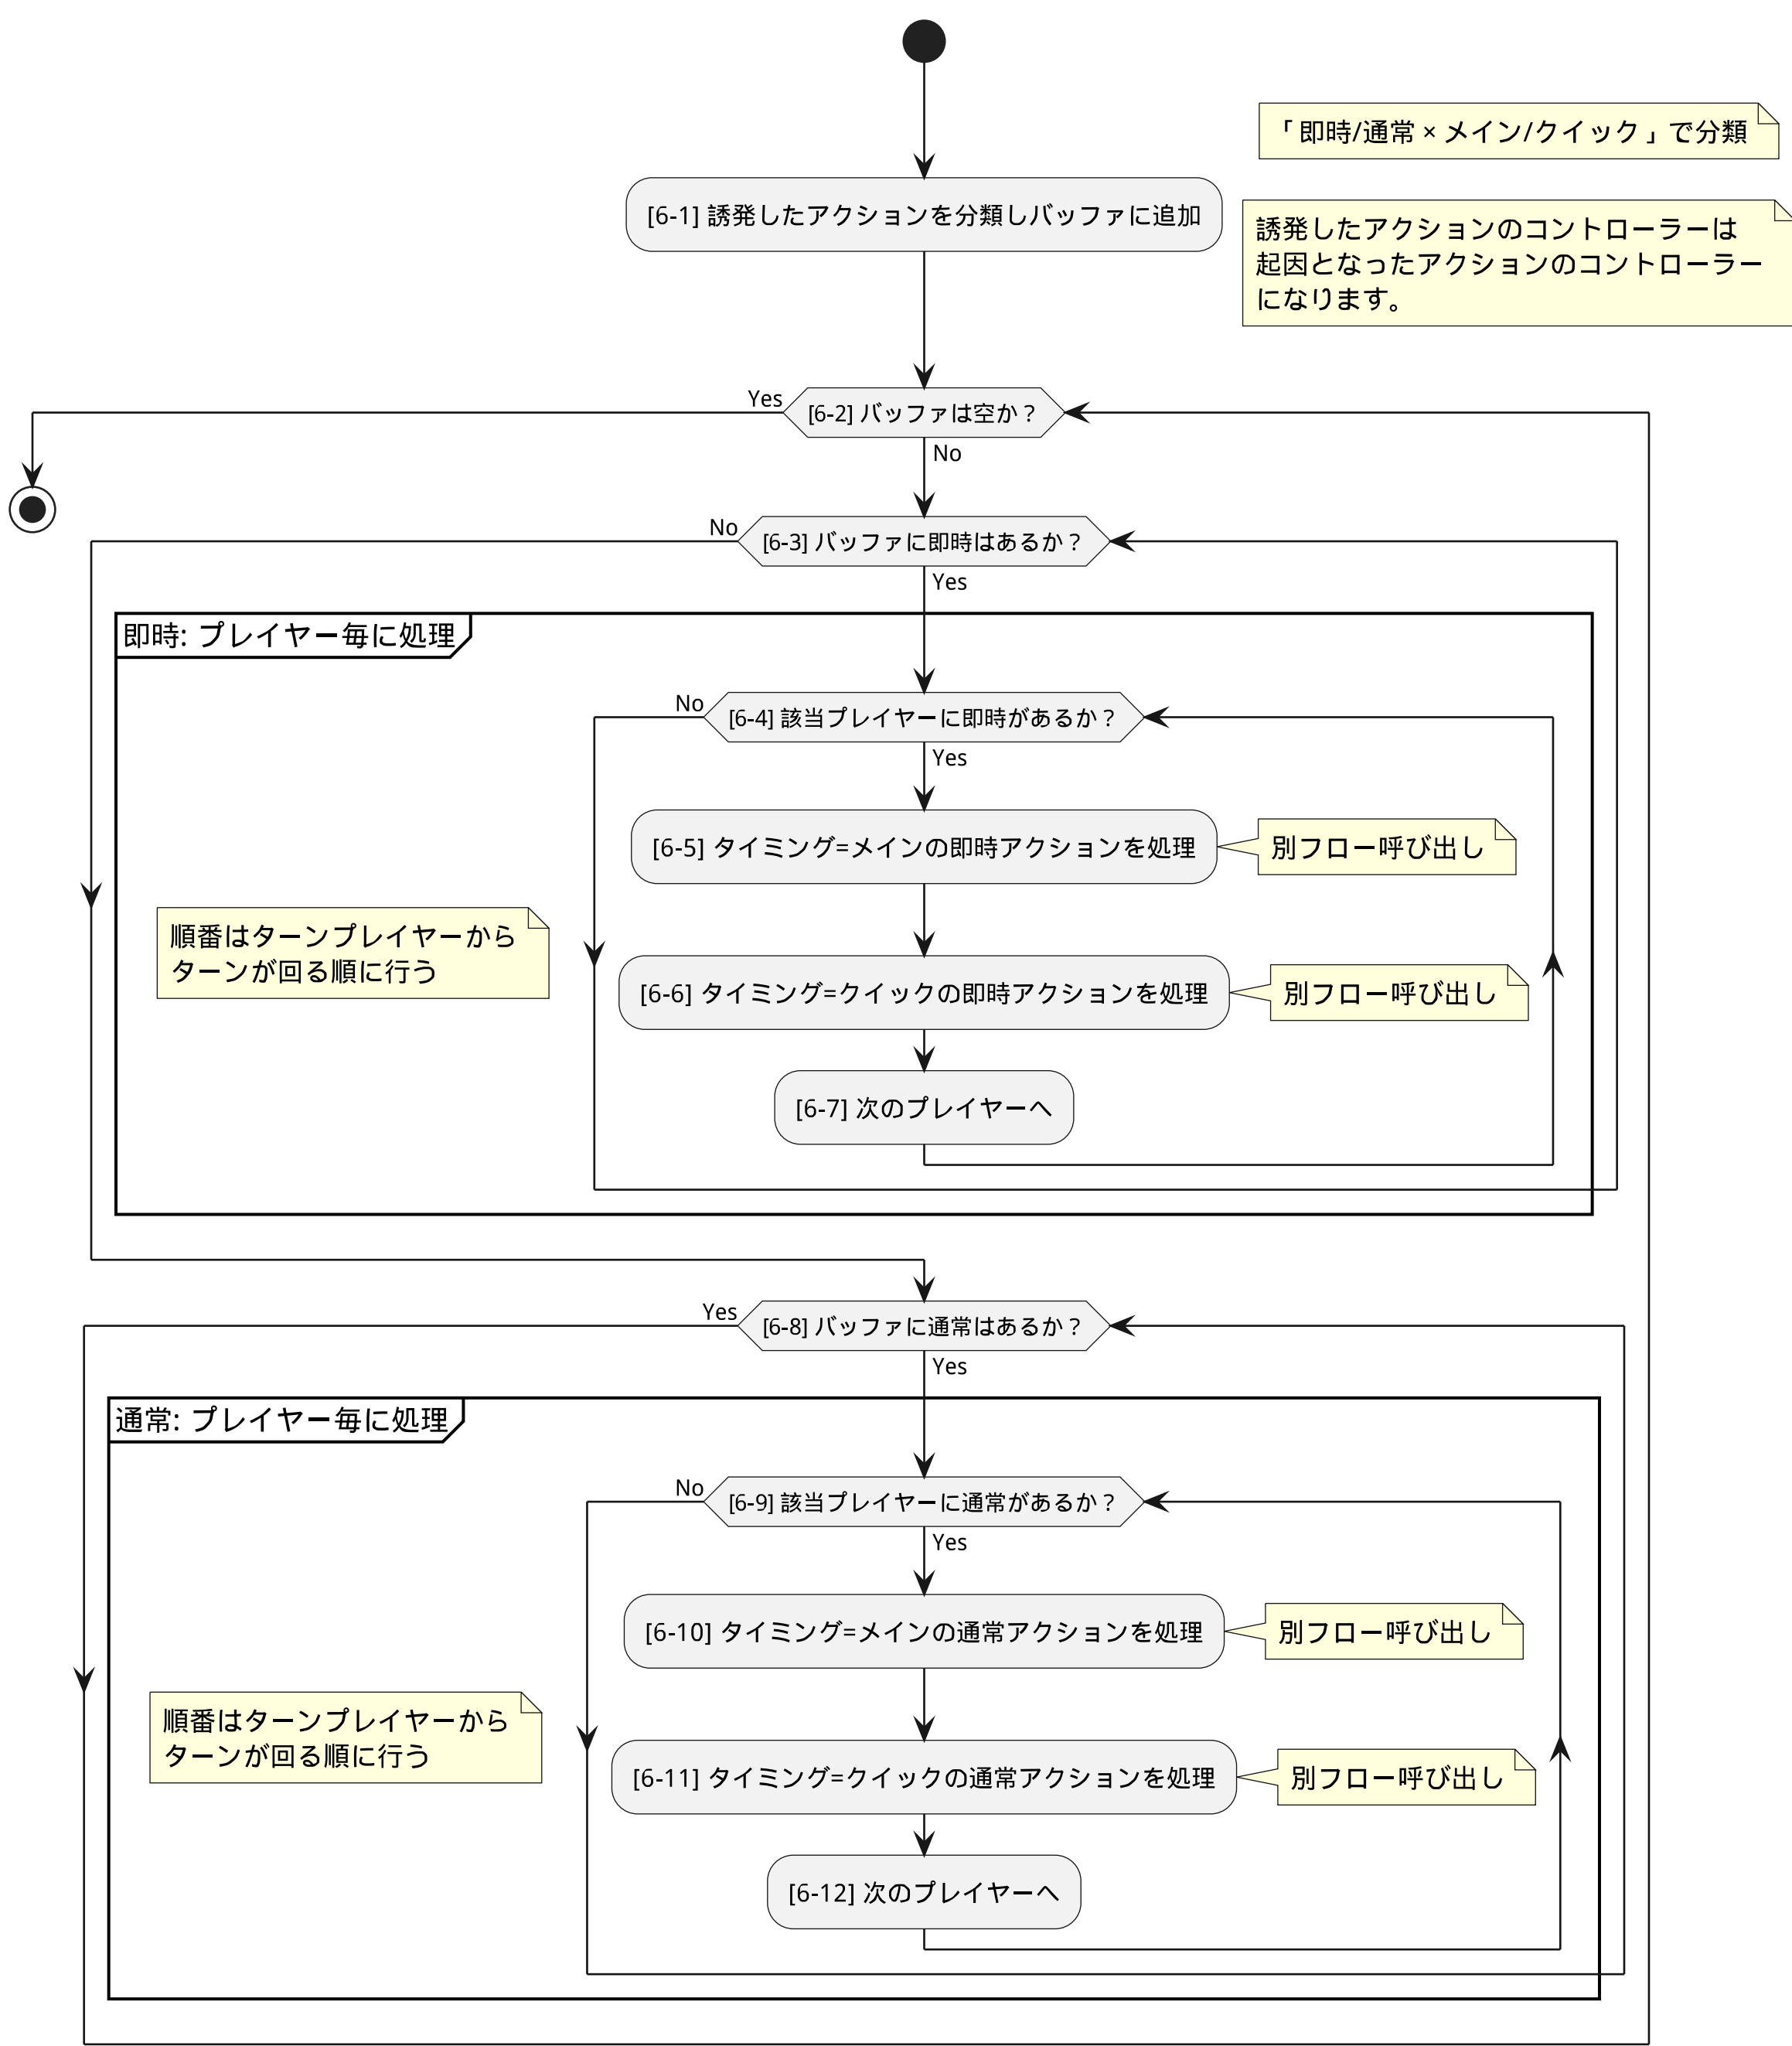 「即時/通常 × メイン/クイック」で分類
[6-1] 誘発したアクションを分類しバッファに追加
誘発したアクションのコントローラーは
起因となったアクションのコントローラー
になります。
Yes
[6-2] バッファは空か？
No
No
[6-3] バッファに即時はあるか？
Yes
即時: プレイヤー毎に処理
No
[6-4] 該当プレイヤーに即時があるか？
Yes
[6-5] タイミング=メインの即時アクションを処理
別フロー呼び出し
順番はターンプレイヤーから
ターンが回る順に行う
[6-6] タイミング=クイックの即時アクションを処理
別フロー呼び出し
[6-7] 次のプレイヤーへ
Yes
[6-8] バッファに通常はあるか？
Yes
通常: プレイヤー毎に処理
No
[6-9] 該当プレイヤーに通常があるか？
Yes
[6-10] タイミング=メインの通常アクションを処理
別フロー呼び出し
順番はターンプレイヤーから
ターンが回る順に行う
[6-11] タイミング=クイックの通常アクションを処理
別フロー呼び出し
[6-12] 次のプレイヤーへ